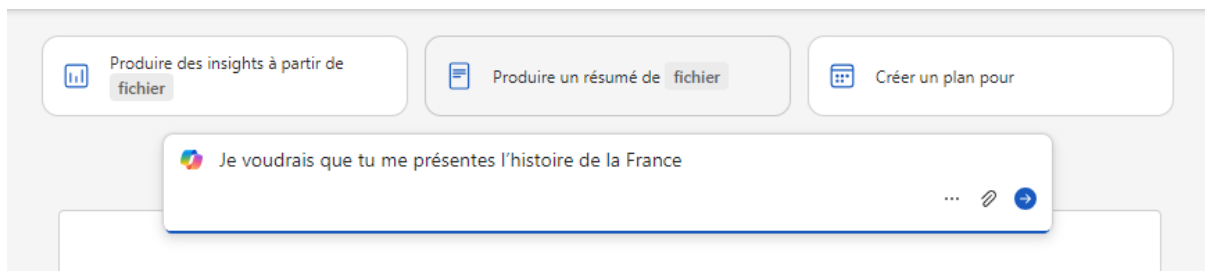 Produire des insights à partir de
fichier
Produire un résumé de fichier
Créer un plan pour
Je voudrais que tu me présentes l’histoire de la France